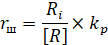 rш = Ri / [R] × kp